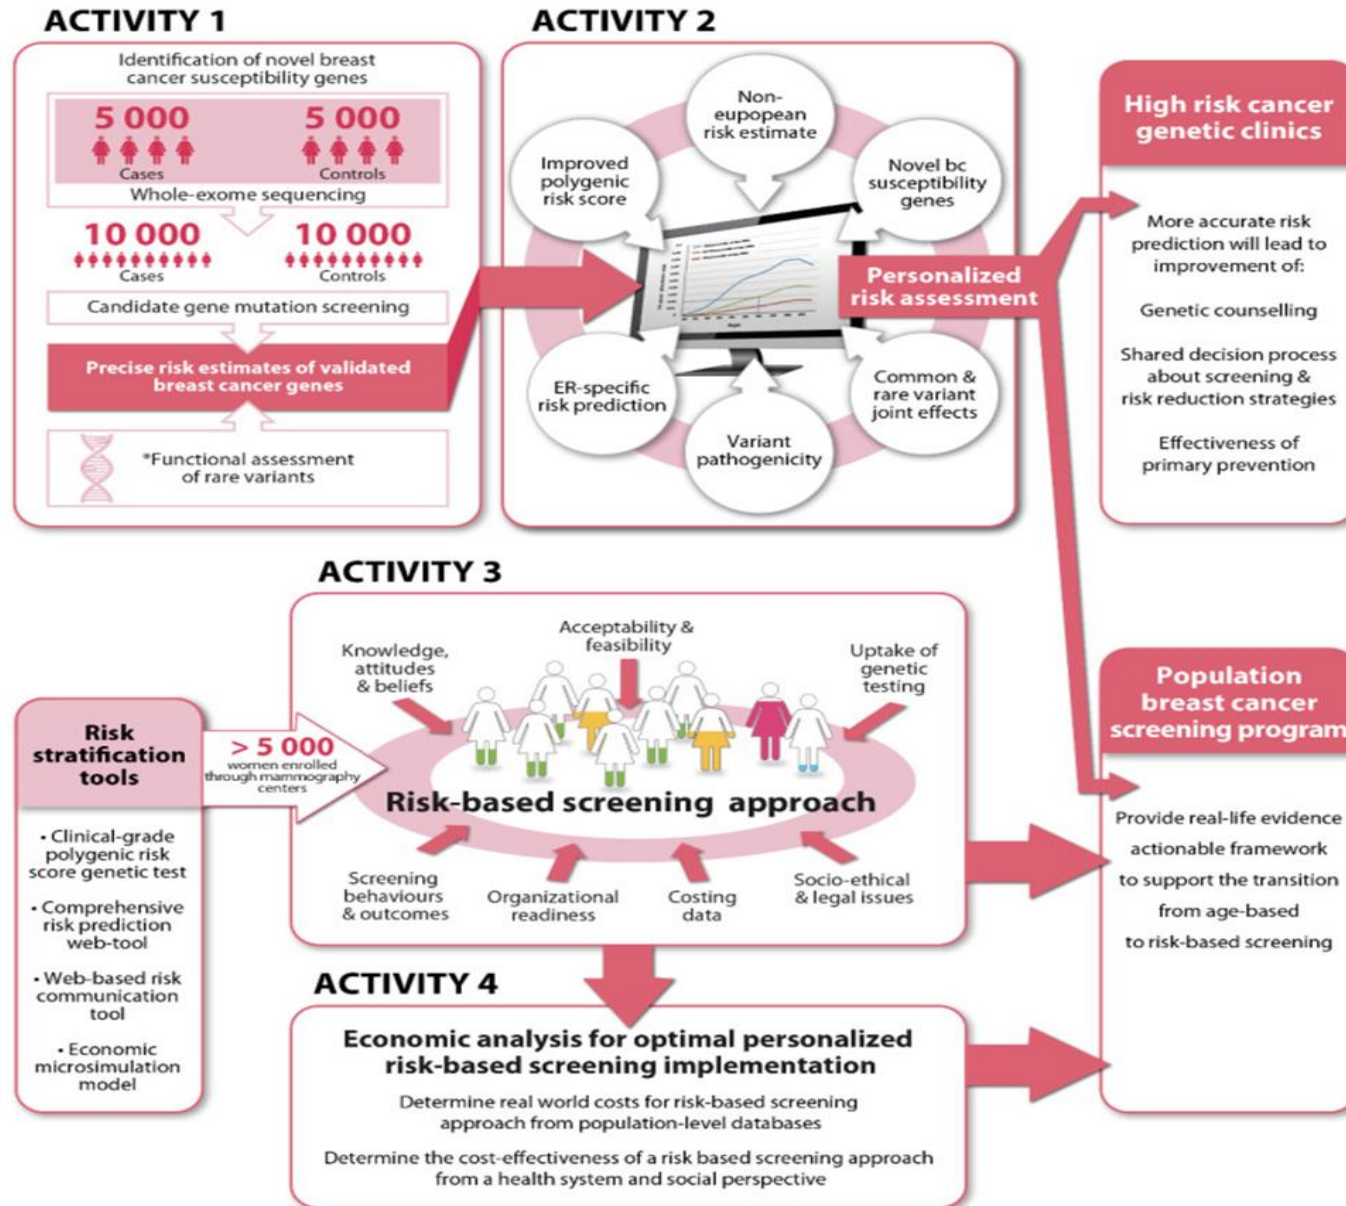 ACTIVITY 1
Identification of novel breast
cancer susceptibility genes
5 000
Cases
5 000
Controls
Whole-exome sequencing
10 000
Cases
10 000
Controls
Candidate gene mutation screening
Precise risk estimates of validated
breast cancer genes
*Functional assessment
of rare variants
ACTIVITY 2
Non-
eupopean
risk estimate
Improved
polygenic
risk score
Novel bc
susceptibility
genes
Personalized
risk assessment
ER-specific
risk prediction
Common &
rare variant
joint effects
Variant
pathogenicity
High risk cancer
genetic clinics
More accurate risk
prediction will lead to
improvement of:
Genetic counselling
Shared decision process
about screening &
risk reduction strategies
Effectiveness of
primary prevention
ACTIVITY 3
Risk
stratification
tools
• Clinical-grade
polygenic risk
score genetic test
• Comprehensive
risk prediction
web-tool
• Web-based risk
communication
tool
• Economic
microsimulation
model
> 5 000
women enrolled
through mammography
centers
Knowledge,
attitudes
& beliefs
Acceptability &
feasibility
Uptake of
genetic
testing
Risk-based screening approach
Screening
behaviours
& outcomes
Organizational
readiness
Costing
data
Socio-ethical
& legal issues
Population
breast cancer
screening program
Provide real-life evidence
actionable framework
to support the transition
from age-based
to risk-based screening
ACTIVITY 4
Economic analysis for optimal personalized
risk-based screening implementation
Determine real world costs for risk-based screening
approach from population-level databases
Determine the cost-effectiveness of a risk based screening approach
from a health system and social perspective